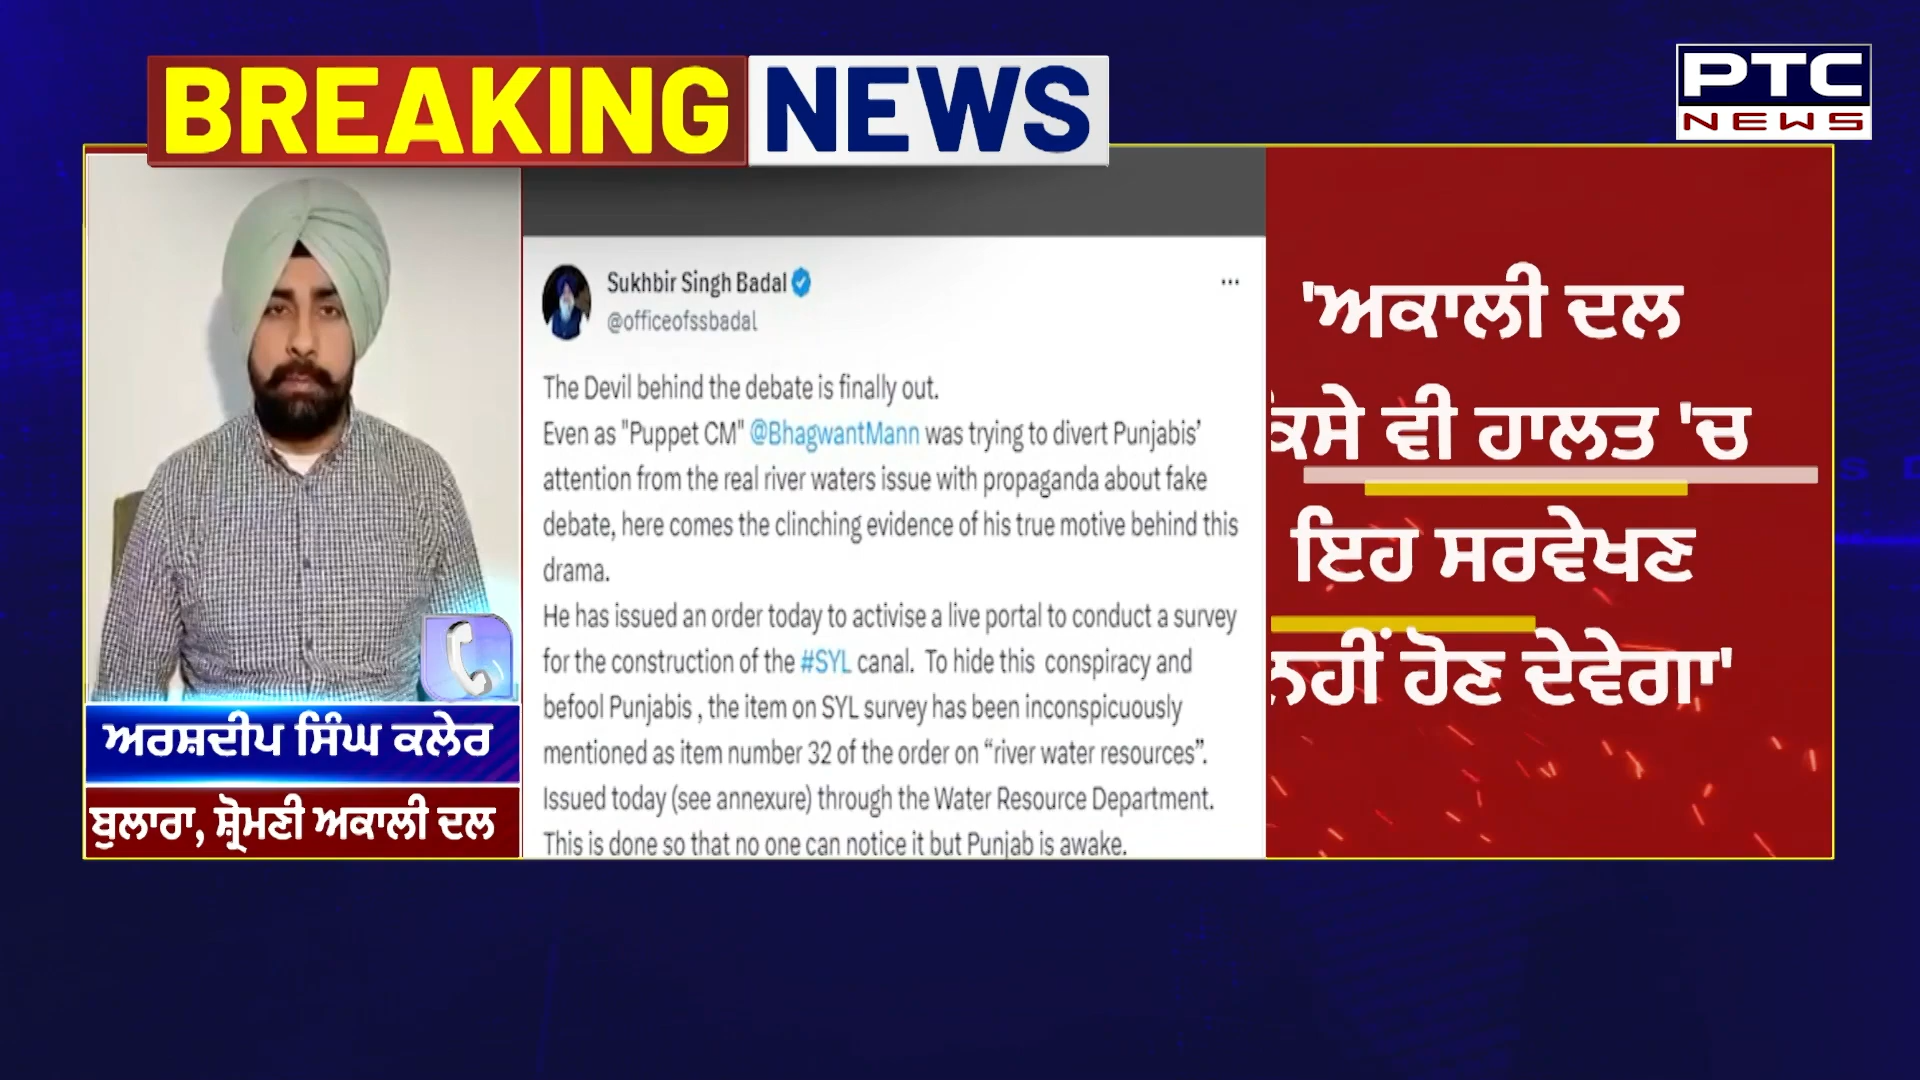 BREAKING NEWS
PTC
NEWS
Sukhbir Singh Badal
@officeofssbadal
The Devil behind the debate is finally out.
Even as "Puppet CM" @BhagwantMann was trying to divert Punjabis’
attention from the real river waters issue with propaganda about fake
debate, here comes the clinching evidence of his true motive behind this
drama.
He has issued an order today to activise a live portal to conduct a survey
for the construction of the #SYL canal. To hide this conspiracy and
befool Punjabis , the item on SYL survey has been inconspicuously
mentioned as item number 32 of the order on “river water resources”.
Issued today (see annexure) through the Water Resource Department.
This is done so that no one can notice it but Punjab is awake.
'ਅਕਾਲੀ ਦਲ
ਕਿਸੇ ਵੀ ਹਾਲਤ 'ਚ
ਇਹ ਸਰਵੇਖਣ
ਨਹੀਂ ਹੋਣ ਦੇਵੇਗਾ'
ਅਰਸ਼ਦੀਪ ਸਿੰਘ ਕਲੇਰ
ਬੁਲਾਰਾ, ਸ਼੍ਰੋਮਣੀ ਅਕਾਲੀ ਦਲ